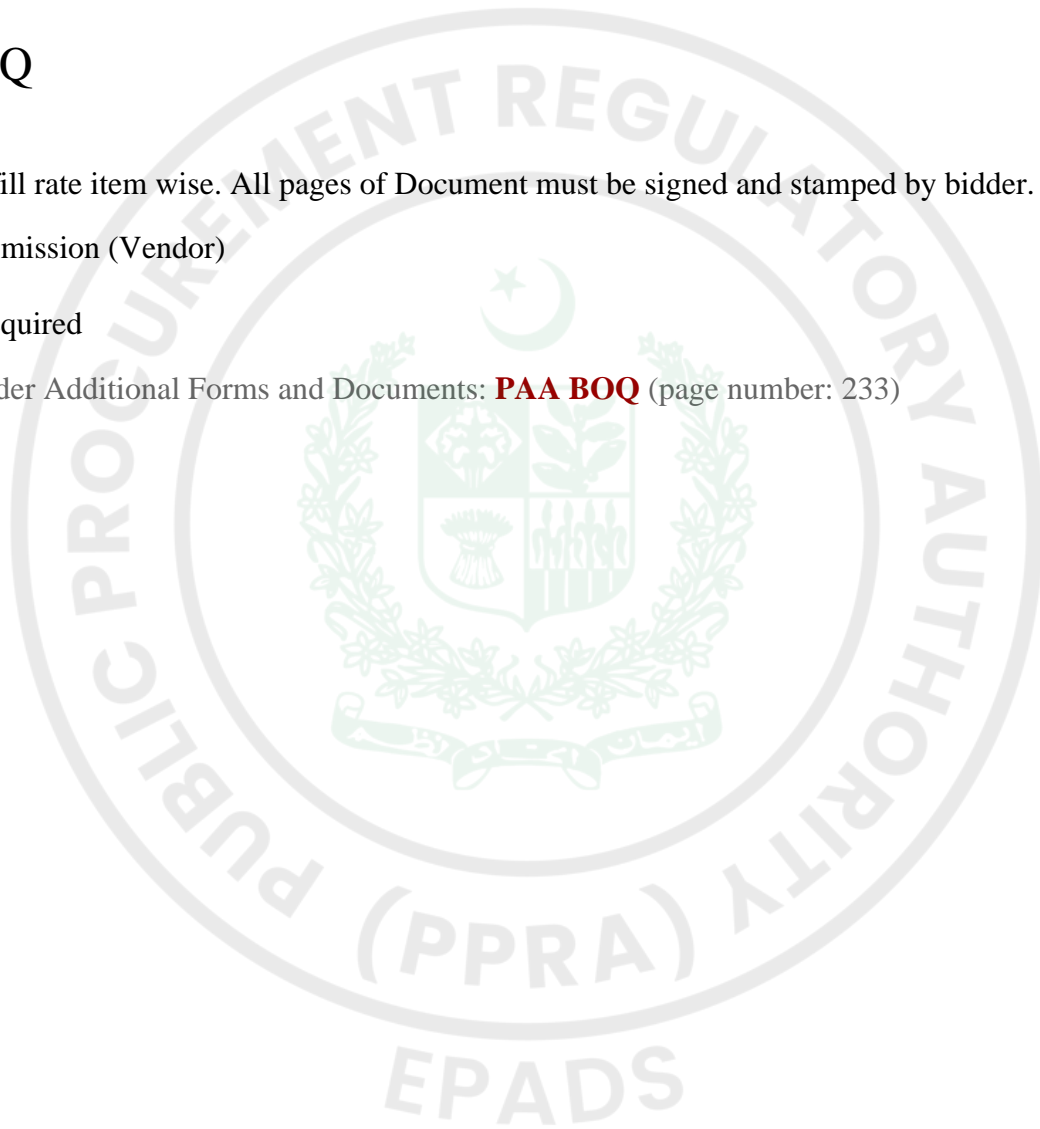 Q
ill rate item wise. All pages of Document must be signed and stamped by bidder.
mission (Vendor)
quired
der Additional Forms and Documents: PAA BOQ (page number: 233)
PUBLIC PROCUREMENT REGULATORY AUTHORITY
(PPRA)
EPADS